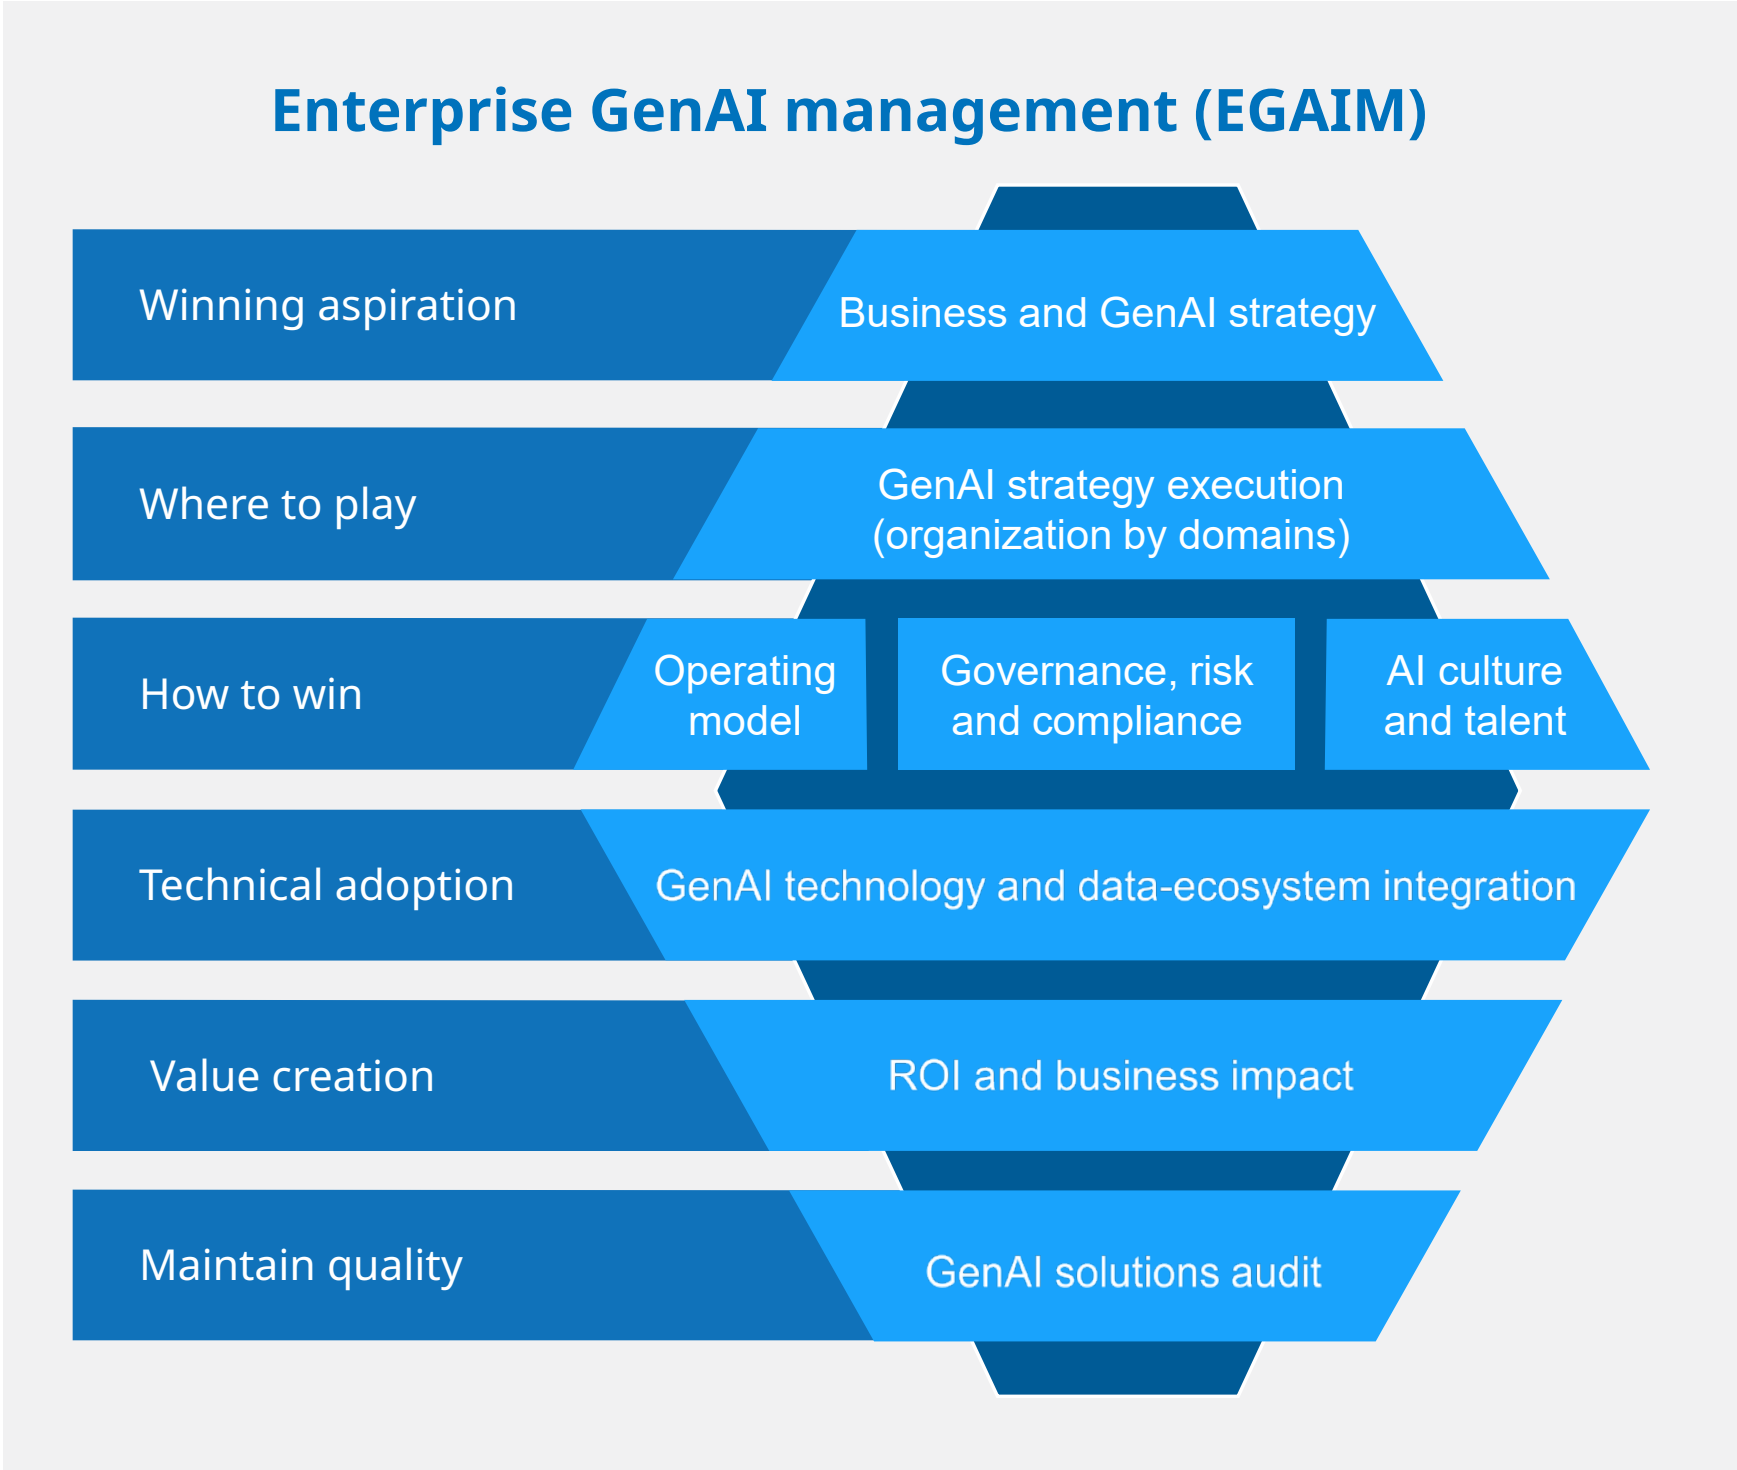 Enterprise GenAI management (EGAIM)
Winning aspiration
Business and GenAI strategy
Where to play
GenAI strategy execution
(organization by domains)
How to win
Operating
model
Governance, risk
and compliance
AI culture
and talent
Technical adoption
GenAI technology and data-ecosystem integration
Value creation
ROI and business impact
Maintain quality
GenAI solutions audit